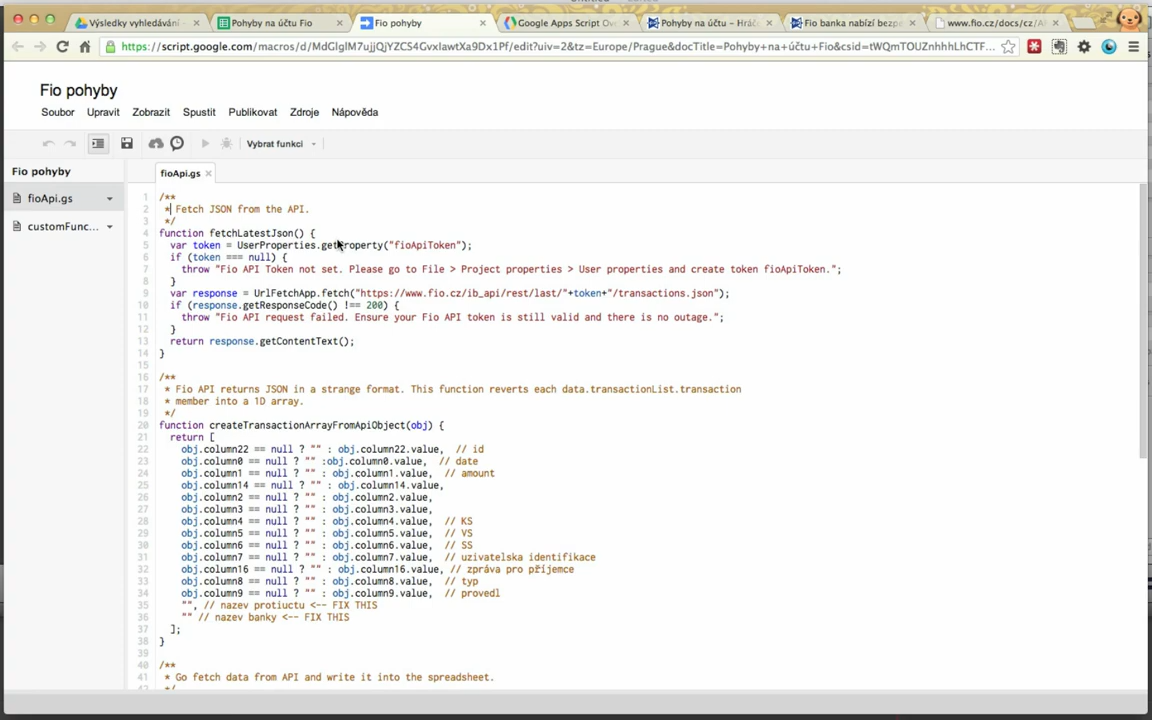 Výsledky vyhledávání -
Pohyby na účtu Fio
Fio pohyby
Google Apps Script Ov
Pohyby na účtu – Hráč
Fio banka nabízí bezpe
www.fio.cz/docs/cz/A
https://script.google.com/macros/d/MdGlglM7ujjQjYZCS4GvxIawtXa9Dx1Pf/edit?uiv=2&tz=Europe/Prague&docTitle=Pohyby+na+účtu+Fio&csid=tWQmTOUZnhhhLhCTF...
Fio pohyby
Soubor Upravit Zobrazit Spustit Publikovat Zdroje Nápověda
Vybrat funkci
Fio pohyby
fioApi.gs
customFunc...
fioApi.gs
1 /**
2 * Fetch JSON from the API.
3 */
4 function fetchLatestJson() {
5 var token = UserProperties.getProperty("fioApiToken");
6 if (token === null) {
7 throw "Fio API Token not set. Please go to File > Project properties > User properties and create token fioApiToken.";
8 }
9 var response = UrlFetchApp.fetch("https://www.fio.cz/ib_api/rest/last/"+token+"/transactions.json");
10 if (response.getResponseCode() !== 200) {
11 throw "Fio API request failed. Ensure your Fio API token is still valid and there is no outage.";
12 }
13 return response.getContentText();
14 }
15
16 /**
17 * Fio API returns JSON in a strange format. This function reverts each data.transactionList.transaction
18 * member into a 1D array.
19 */
20 function createTransactionArrayFromApiObject(obj) {
21 return [
22 obj.column22 == null ? "" : obj.column22.value, // id
23 obj.column0 == null ? "" :obj.column0.value, // date
24 obj.column1 == null ? "" : obj.column1.value, // amount
25 obj.column14 == null ? "" : obj.column14.value,
26 obj.column2 == null ? "" : obj.column2.value,
27 obj.column3 == null ? "" : obj.column3.value,
28 obj.column4 == null ? "" : obj.column4.value, // KS
29 obj.column5 == null ? "" : obj.column5.value, // VS
30 obj.column6 == null ? "" : obj.column6.value, // SS
31 obj.column7 == null ? "" : obj.column7.value, // uzivatelska identifikace
32 obj.column16 == null ? "" : obj.column16.value, // zpráva pro příjemce
33 obj.column8 == null ? "" : obj.column8.value, // typ
34 obj.column9 == null ? "" : obj.column9.value, // provedl
35 "", // nazev protiuctu <-- FIX THIS
36 "" // nazev banky <-- FIX THIS
37 ];
38 }
39
40 /**
41 * Go fetch data from API and write it into the spreadsheet.